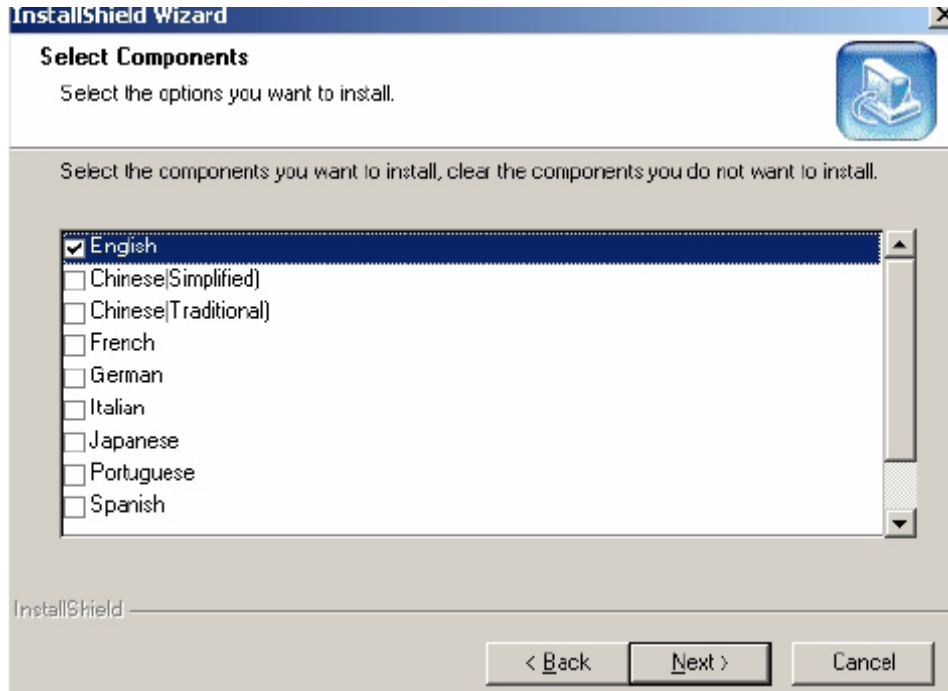 InstallShield Wizard
Select Components
Select the options you want to install.
Select the components you want to install, clear the components you do not want to install.
English
Chinese(Simplified)
Chinese(Traditional)
French
German
Italian
Japanese
Portuguese
Spanish
InstallShield
< Back Next > Cancel